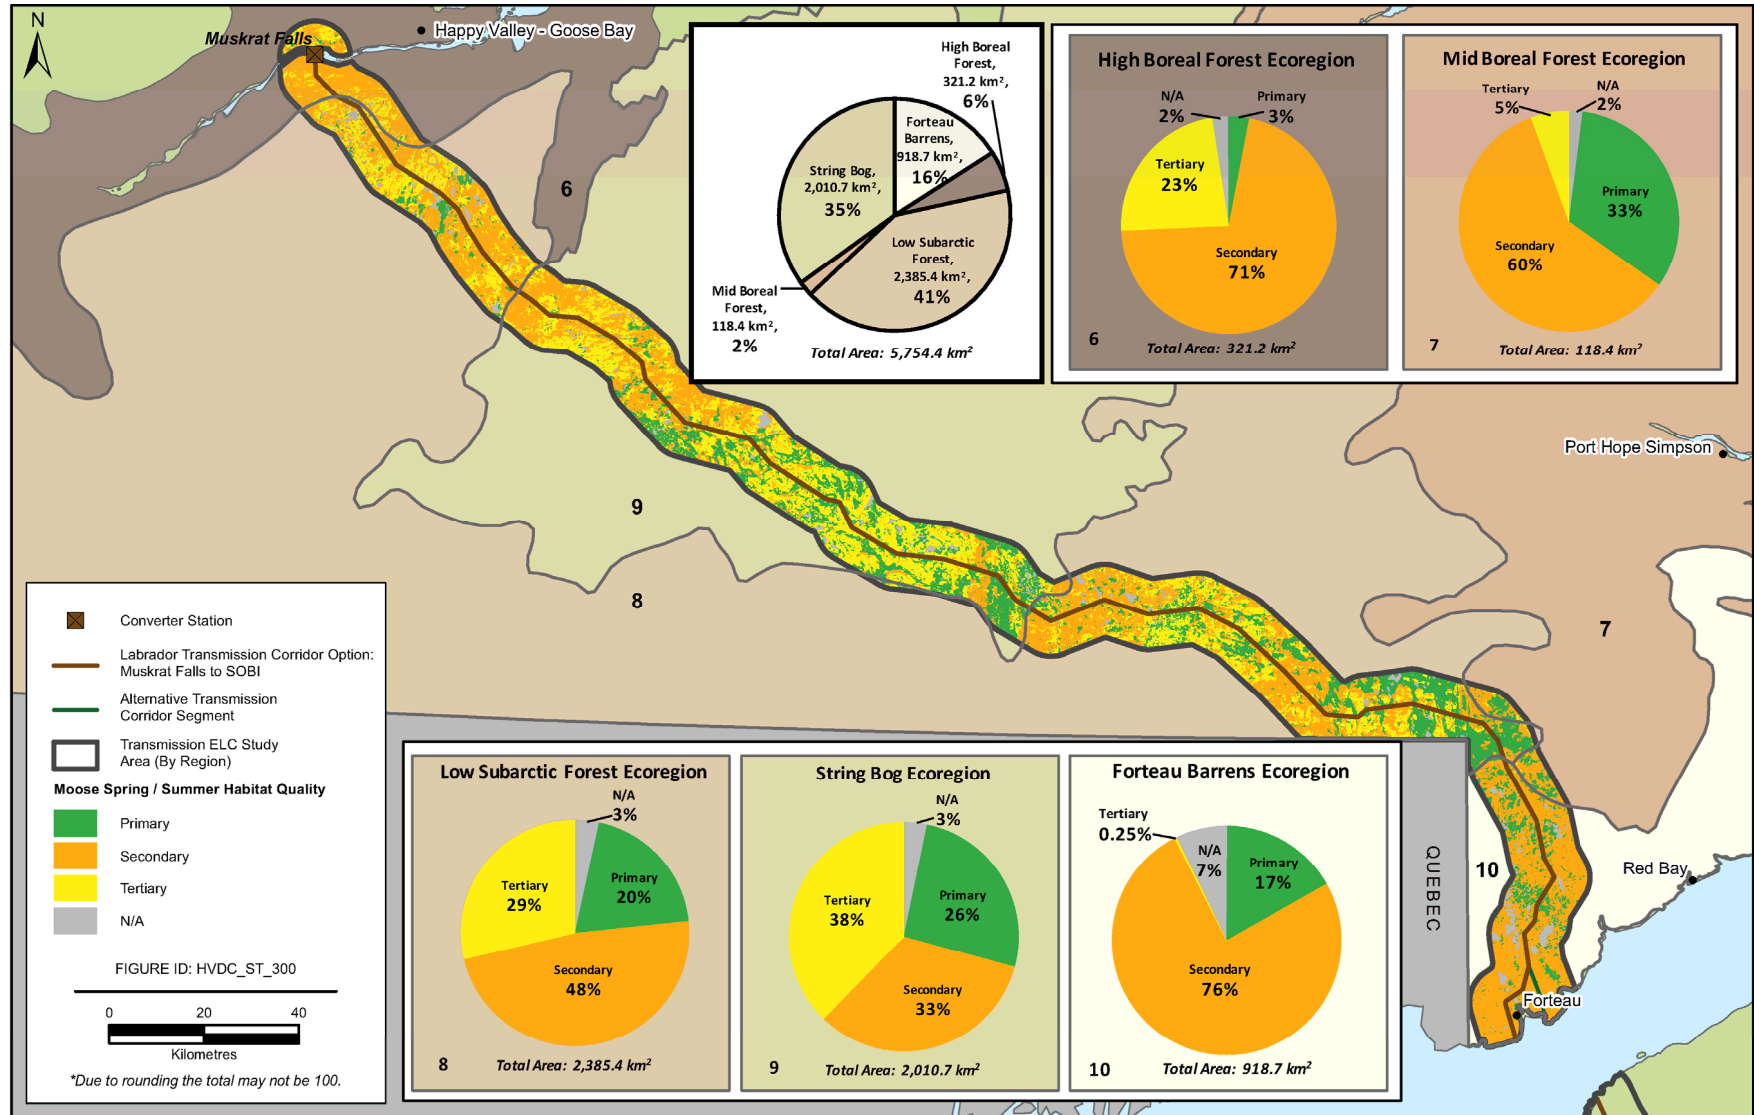 N
Muskrat Falls
Happy Valley - Goose Bay
High Boreal
Forest,
321.2 km²,
6%
Forteau
Barrens,
918.7 km²,
16%
String Bog,
2,010.7 km²,
35%
Low Subarctic
Forest,
2,385.4 km²,
41%
Mid Boreal
Forest,
118.4 km²,
2%
Total Area: 5,754.4 km²
High Boreal Forest Ecoregion
N/A
2%
Primary
3%
Tertiary
23%
Secondary
71%
6
Total Area: 321.2 km²
Mid Boreal Forest Ecoregion
Tertiary
5%
N/A
2%
Primary
33%
Secondary
60%
7
Total Area: 118.4 km²
6
Port Hope Simpson
9
8
7
Converter Station
Labrador Transmission Corridor Option:
Muskrat Falls to SOBI
Alternative Transmission
Corridor Segment
Transmission ELC Study
Area (By Region)
Moose Spring / Summer Habitat Quality
Primary
Secondary
Tertiary
N/A
FIGURE ID: HVDC_ST_300
0 20 40
Kilometres
*Due to rounding the total may not be 100.
Low Subarctic Forest Ecoregion
N/A
3%
Primary
20%
Tertiary
29%
Secondary
48%
8
Total Area: 2,385.4 km²
String Bog Ecoregion
N/A
3%
Tertiary
38%
Primary
26%
Secondary
33%
9
Total Area: 2,010.7 km²
Forteau Barrens Ecoregion
Tertiary
0.25%
N/A
7%
Primary
17%
Secondary
76%
10
Total Area: 918.7 km²
QUEBEC
10
Red Bay
Forteau